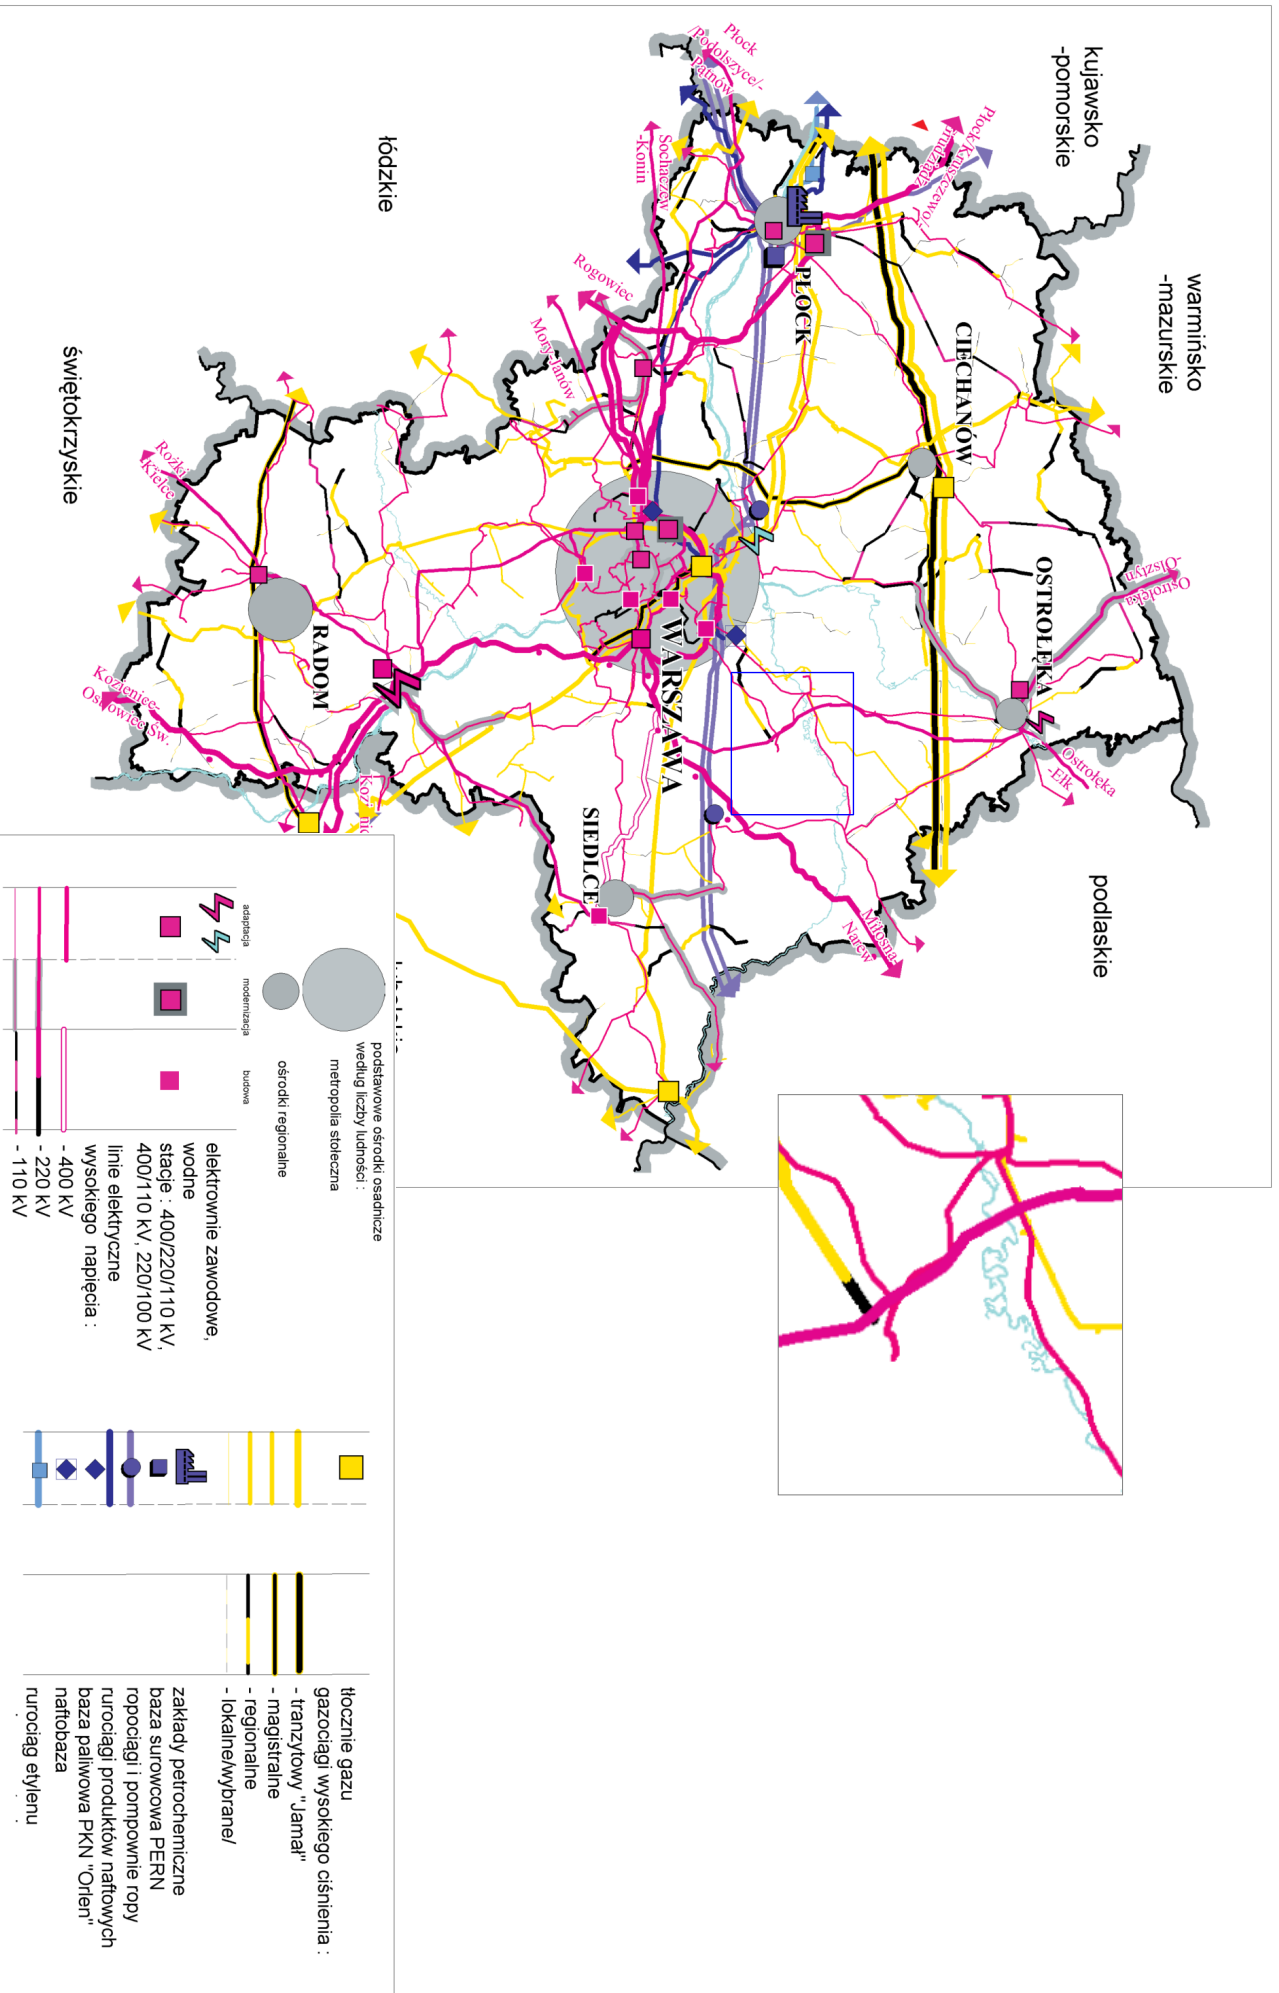 kujawsko
-pomorskie
warmińsko
-mazurskie
podlaskie
łódzkie
świętokrzyskie
Płock
/Podolszyce/-
Pątnów
Płock/Kruszczewo/-
Grudziądz
Sochaczew
-Konin
Rogowiec
Mory-Janów
Rożki-
Kielce
Kozienice-
Ostrowiec Św.
Ostrołęka
-Olsztyn
Ostrołęka
-Ełk
Miłosna-
Narew
PŁOCK
CIECHANÓW
OSTROŁĘKA
WARSZAWA
SIEDLCE
RADOM
podstawowe ośrodki osadnicze
według liczby ludności :
metropolia stołeczna
ośrodki regionalne
adaptacja
modernizacja
budowa
elektrownie zawodowe,
wodne
stacje : 400/220/110 kV,
400/110 kV, 220/100 kV
linie elektryczne
wysokiego napięcia :
- 400 kV
- 220 kV
- 110 kV
tłocznie gazu
gazociągi wysokiego ciśnienia :
- tranzytowy "Jamał"
- magistralne
- regionalne
- lokalne/wybrane/
zakłady petrochemiczne
baza surowcowa PERN
ropociągi i pompownie ropy
rurociągi produktów naftowych
baza paliwowa PKN "Orlen"
naftobaza
rurociąg etylenu